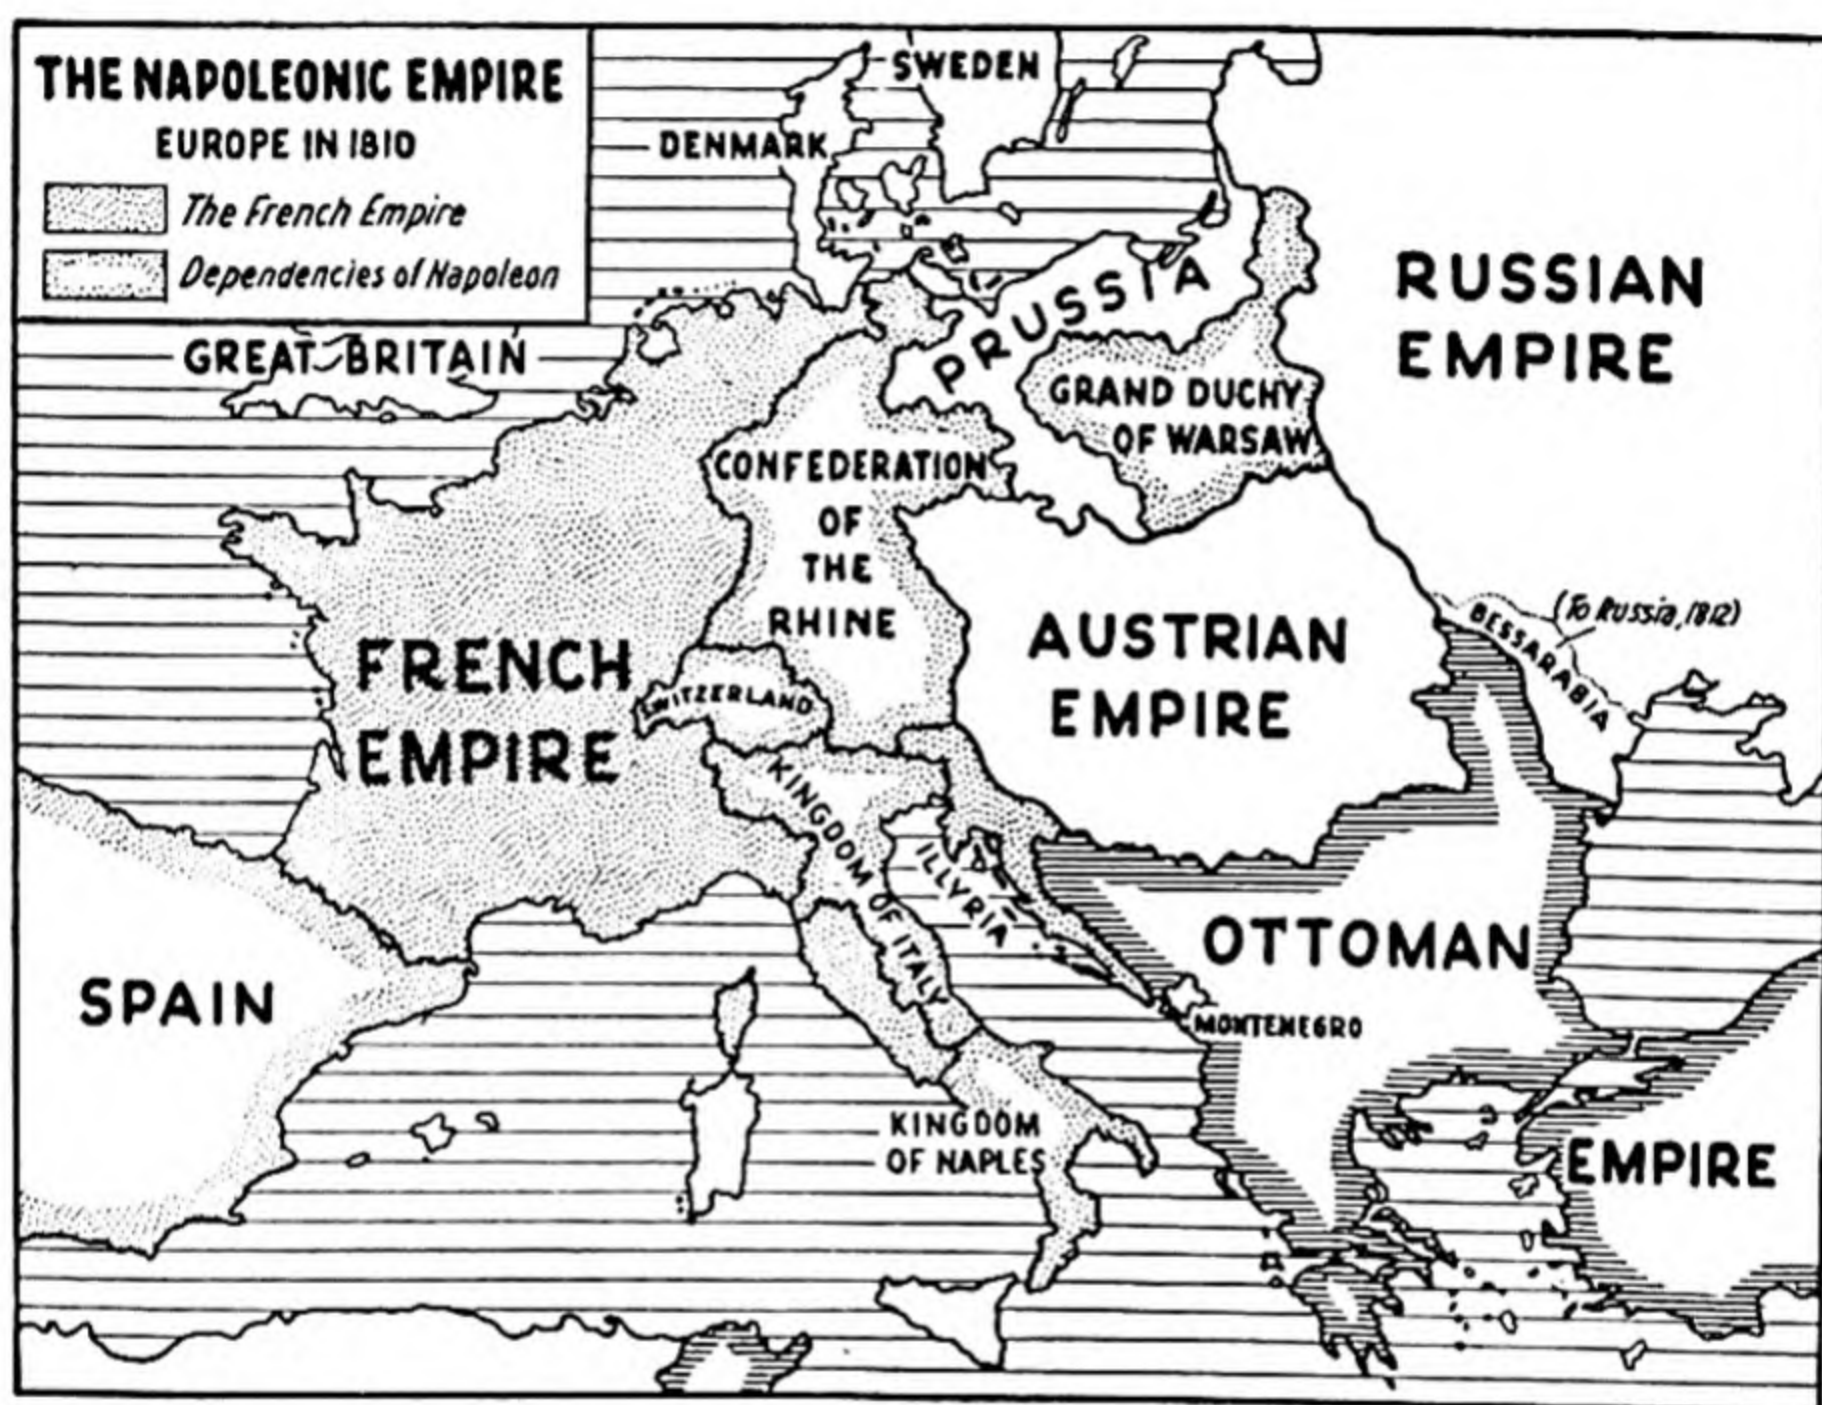 THE NAPOLEONIC EMPIRE
EUROPE IN 1810
The French Empire
Dependencies of Napoleon
SWEDEN
DENMARK
GREAT BRITAIN
PRUSSIA
RUSSIAN
EMPIRE
GRAND DUCHY
OF WARSAW
CONFEDERATION
OF
THE
RHINE
FRENCH
EMPIRE
SWITZERLAND
AUSTRIAN
EMPIRE
BESSARABIA
(To Russia, 1812)
KINGDOM OF ITALY
ILLYRIA
SPAIN
OTTOMAN
EMPIRE
MONTENEGRO
KINGDOM
OF NAPLES